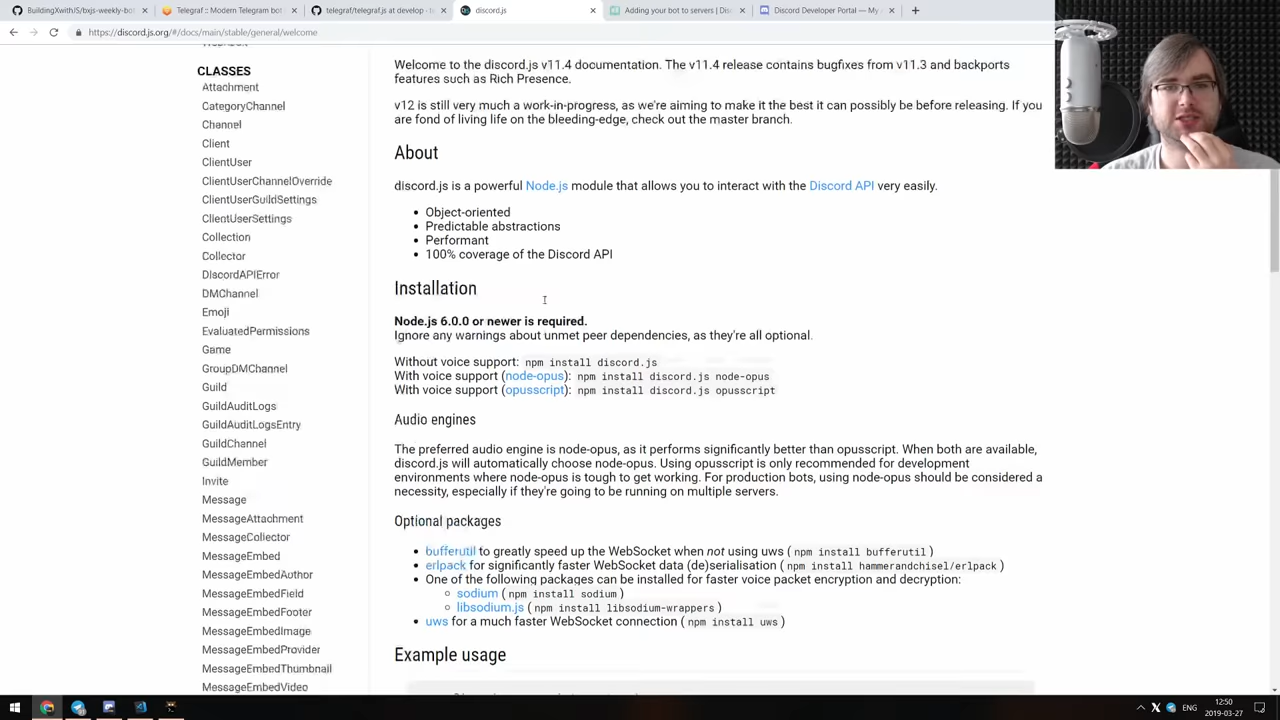 BuildingXwithJS/bxjs-weekly-bot
Telegraf :: Modern Telegram bot
telegraf/telegraf.js at develop · t
discord.js
Adding your bot to servers | Disc
Discord Developer Portal — My
https://discord.js.org/#/docs/main/stable/general/welcome
CLASSES
Attachment
CategoryChannel
Channel
Client
ClientUser
ClientUserChannelOverride
ClientUserGuildSettings
ClientUserSettings
Collection
Collector
DiscordAPIError
DMChannel
Emoji
EvaluatedPermissions
Game
GroupDMChannel
Guild
GuildAuditLogs
GuildAuditLogsEntry
GuildChannel
GuildMember
Invite
Message
MessageAttachment
MessageCollector
MessageEmbed
MessageEmbedAuthor
MessageEmbedField
MessageEmbedFooter
MessageEmbedImage
MessageEmbedProvider
MessageEmbedThumbnail
MessageEmbedVideo
Welcome to the discord.js v11.4 documentation. The v11.4 release contains bugfixes from v11.3 and backports
features such as Rich Presence.
v12 is still very much a work-in-progress, as we're aiming to make it the best it can possibly be before releasing. If you
are fond of living life on the bleeding-edge, check out the master branch.
About
discord.js is a powerful Node.js module that allows you to interact with the Discord API very easily.
• Object-oriented
• Predictable abstractions
• Performant
• 100% coverage of the Discord API
Installation
Node.js 6.0.0 or newer is required.
Ignore any warnings about unmet peer dependencies, as they're all optional.
Without voice support: npm install discord.js
With voice support (node-opus): npm install discord.js node-opus
With voice support (opusscript): npm install discord.js opusscript
Audio engines
The preferred audio engine is node-opus, as it performs significantly better than opusscript. When both are available,
discord.js will automatically choose node-opus. Using opusscript is only recommended for development
environments where node-opus is tough to get working. For production bots, using node-opus should be considered a
necessity, especially if they're going to be running on multiple servers.
Optional packages
• bufferutil to greatly speed up the WebSocket when not using uws ( npm install bufferutil )
• erlpack for significantly faster WebSocket data (de)serialisation ( npm install hammerandchisel/erlpack )
• One of the following packages can be installed for faster voice packet encryption and decryption:
◦ sodium ( npm install sodium )
◦ libsodium.js ( npm install libsodium-wrappers )
• uws for a much faster WebSocket connection ( npm install uws )
Example usage
ENG
12:50
2019-03-27